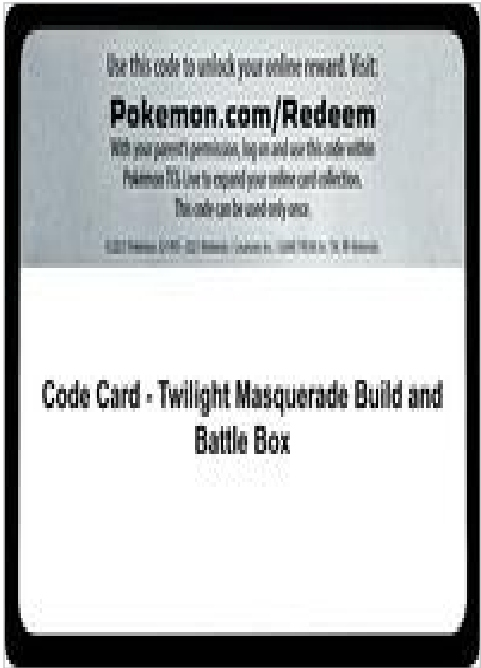 Use this code to unlock your online reward. Visit:
Pokemon.com/Redeem
With your parent's permission, log on and use this code within
Pokémon TCG Live to expand your online card collection.
This code can be used only once.
Code Card - Twilight Masquerade Build and
Battle Box